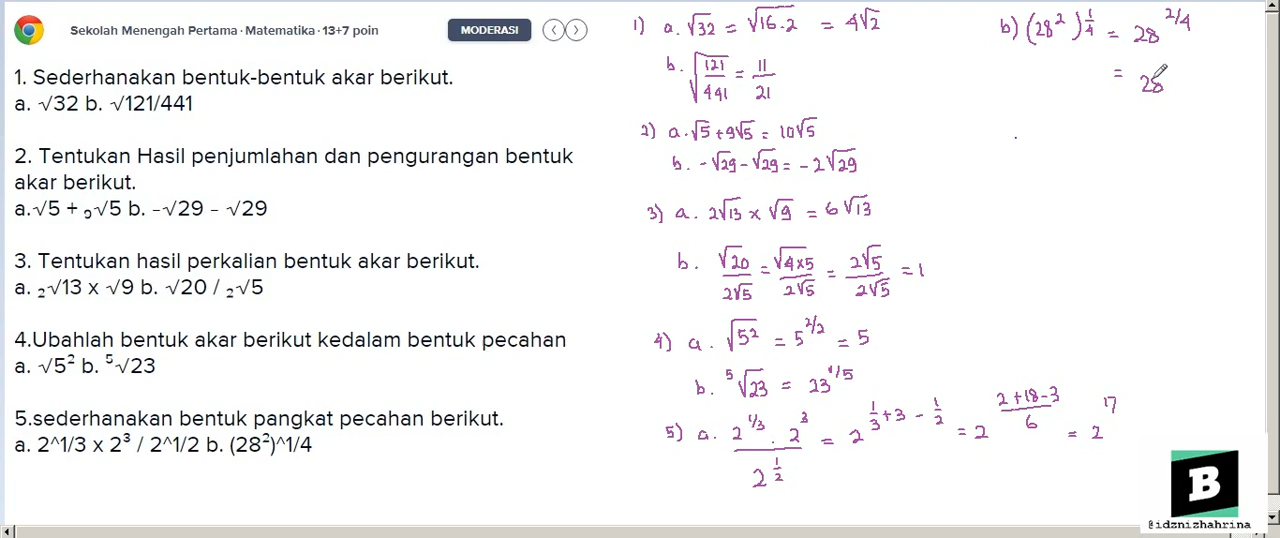 Sekolah Menengah Pertama · Matematika · 13+7 poin
MODERASI
1. Sederhanakan bentuk-bentuk akar berikut.
a. √32 b. √121/441
2. Tentukan Hasil penjumlahan dan pengurangan bentuk
akar berikut.
a.√5 + ₉√5 b. -√29 - √29
3. Tentukan hasil perkalian bentuk akar berikut.
a. ₂√13 x √9 b. √20 / ₂√5
4.Ubahlah bentuk akar berikut kedalam bentuk pecahan
a. √5² b. ⁵√23
5.sederhanakan bentuk pangkat pecahan berikut.
a. 2^1/3 x 2³ / 2^1/2 b. (28²)^1/4
1) a. √32 = √16.2 = 4√2
b. √121/441 = 11/21
2) a. √5 + 9√5 = 10√5
b. -√29 - √29 = -2√29
3) a. 2√13 x √9 = 6√13
b. √20/2√5 = √4x5/2√5 = 2√5/2√5 = 1
4) a. √5² = 5^2/2 = 5
b. ⁵√23 = 23^1/5
5) a. 2^1/3 . 2³ / 2^1/2 = 2^1/3+3-1/2 = 2^(2+18-3)/6 = 2^17
b) (28²)^1/4 = 28^2/4
= 28
B
@idznizhahrina